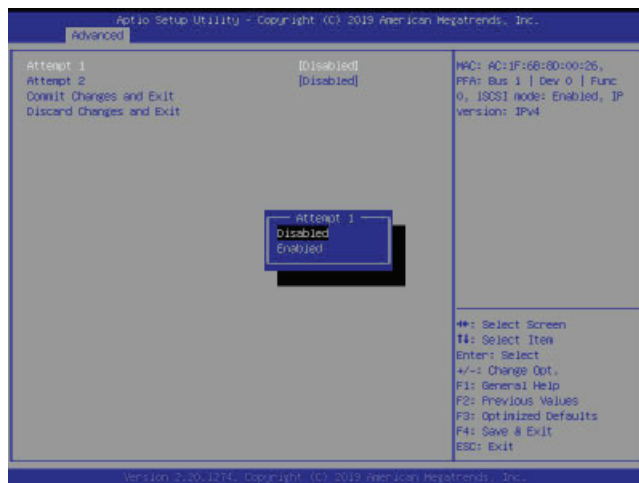 Aptio Setup Utility - Copyright (C) 2019 American Megatrends, Inc.
Advanced
Attempt 1 [Disabled]
Attempt 2 [Disabled]
Commit Changes and Exit
Discard Changes and Exit
MAC: AC:1F:6B:8D:00:26,
PFA: Bus 1 | Dev 0 | Func
0, iSCSI mode: Enabled, IP
version: IPv4
Attempt 1
Disabled
Enabled
→←: Select Screen
↑↓: Select Item
Enter: Select
+/-: Change Opt.
F1: General Help
F2: Previous Values
F3: Optimized Defaults
F4: Save & Exit
ESC: Exit
Version 2.20.1274. Copyright (C) 2019 American Megatrends, Inc.